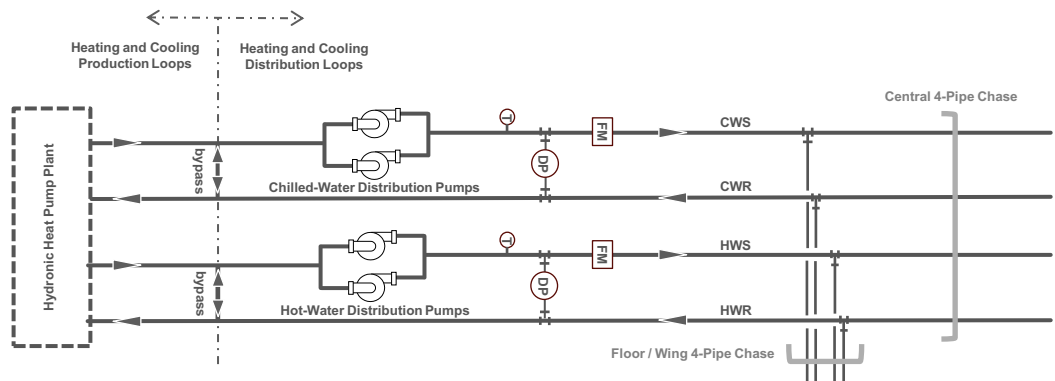 Heating and Cooling
Production Loops
Heating and Cooling
Distribution Loops
Central 4-Pipe Chase
Hydronic Heat Pump Plant
bypass
T
FM
DP
CWS
Chilled-Water Distribution Pumps
CWR
bypass
T
FM
DP
HWS
Hot-Water Distribution Pumps
HWR
Floor / Wing 4-Pipe Chase